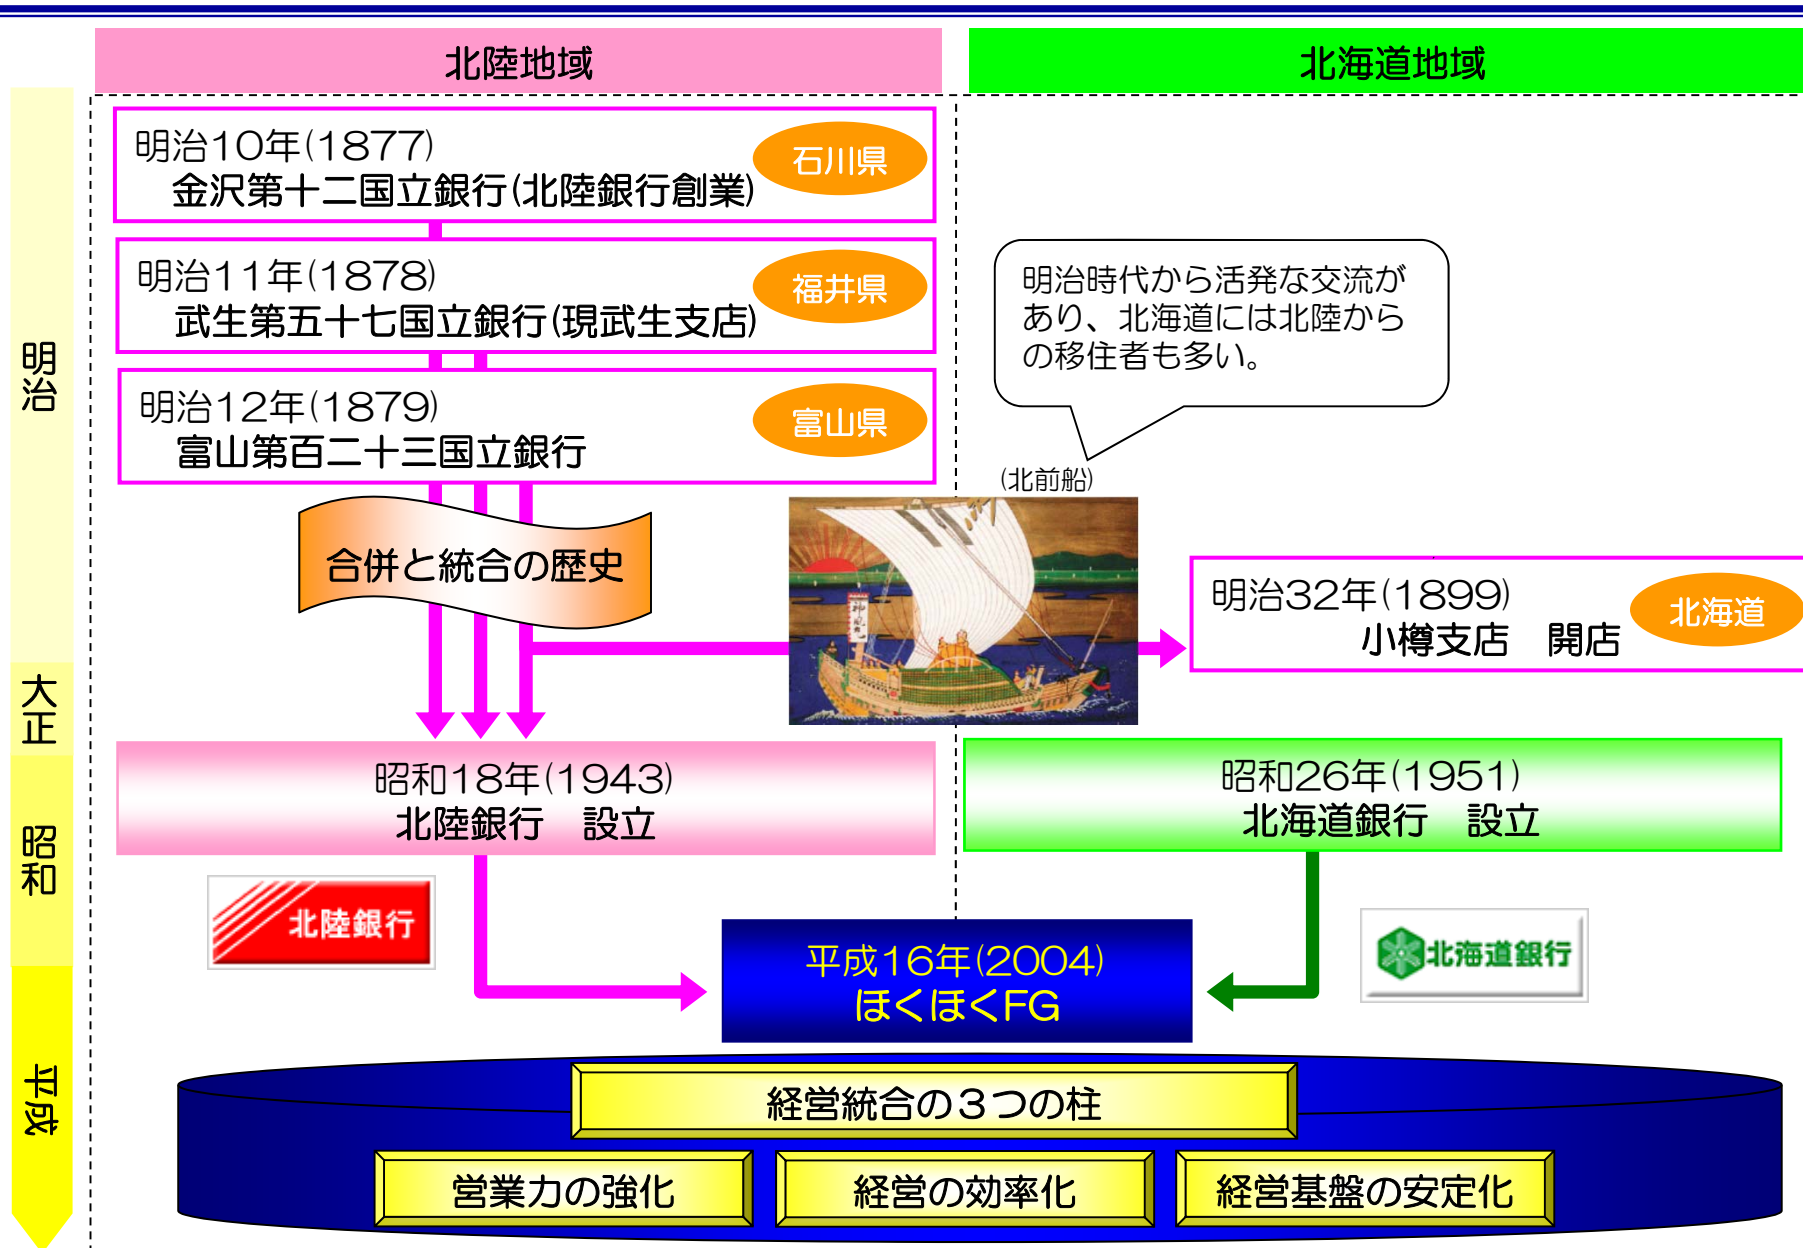 北陸地域
北海道地域
明治
大正
昭和
平成
明治10年(1877)
金沢第十二国立銀行(北陸銀行創業)
石川県
明治11年(1878)
武生第五十七国立銀行(現武生支店)
福井県
明治12年(1879)
富山第百二十三国立銀行
富山県
明治時代から活発な交流が
あり、北海道には北陸から
の移住者も多い。
(北前船)
合併と統合の歴史
明治32年(1899)
小樽支店　開店
北海道
昭和18年(1943)
北陸銀行　設立
昭和26年(1951)
北海道銀行　設立
北陸銀行
北海道銀行
平成16年(2004)
ほくほくFG
経営統合の３つの柱
営業力の強化
経営の効率化
経営基盤の安定化